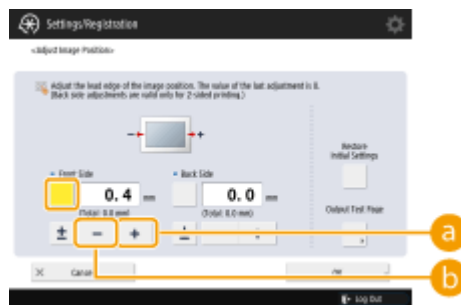 Settings/Registration
<Adjust Image Position>
Adjust the lead edge of the image position. The value of the last adjustment is 0.
(Back side adjustments are valid only for 2-sided printing.)
- +
Front Side
Back Side
Restore
Initial Settings
0.4 mm
0.0 mm
(Total: 0.0 mm)
(Total: 0.0 mm)
Output Test Page
± - +
a
b
× Cancel
OK
Log Out